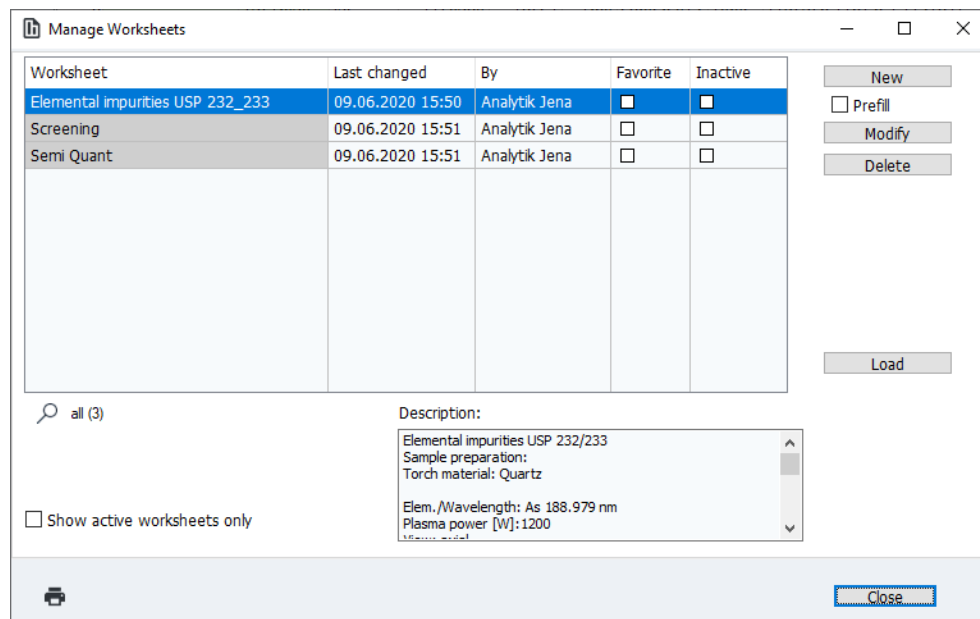 Manage Worksheets
Worksheet Last changed By Favorite Inactive
Elemental impurities USP 232_233 09.06.2020 15:50 Analytik Jena
Screening 09.06.2020 15:51 Analytik Jena
Semi Quant 09.06.2020 15:51 Analytik Jena
New
Prefill
Modify
Delete
Load
all (3)
Description:
Elemental impurities USP 232/233
Sample preparation:
Torch material: Quartz
Elem./Wavelength: As 188.979 nm
Plasma power [W]:1200
Show active worksheets only
Close